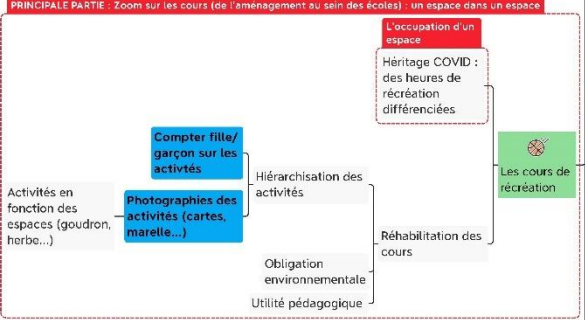 PRINCIPALE PARTIE : Zoom sur les cours (de l'aménagement au sein des écoles) : un espace dans un espace
L'occupation d'un
espace
Héritage COVID :
des heures de
récréation
différenciées
Compter fille/
garçon sur les
activtés
Hiérarchisation des
activités
Les cours de
récréation
Activités en
fonction des
espaces (goudron,
herbe...)
Photographies des
activités (cartes,
marelle...)
Réhabilitation des
cours
Obligation
environnementale
Utilité pédagogique